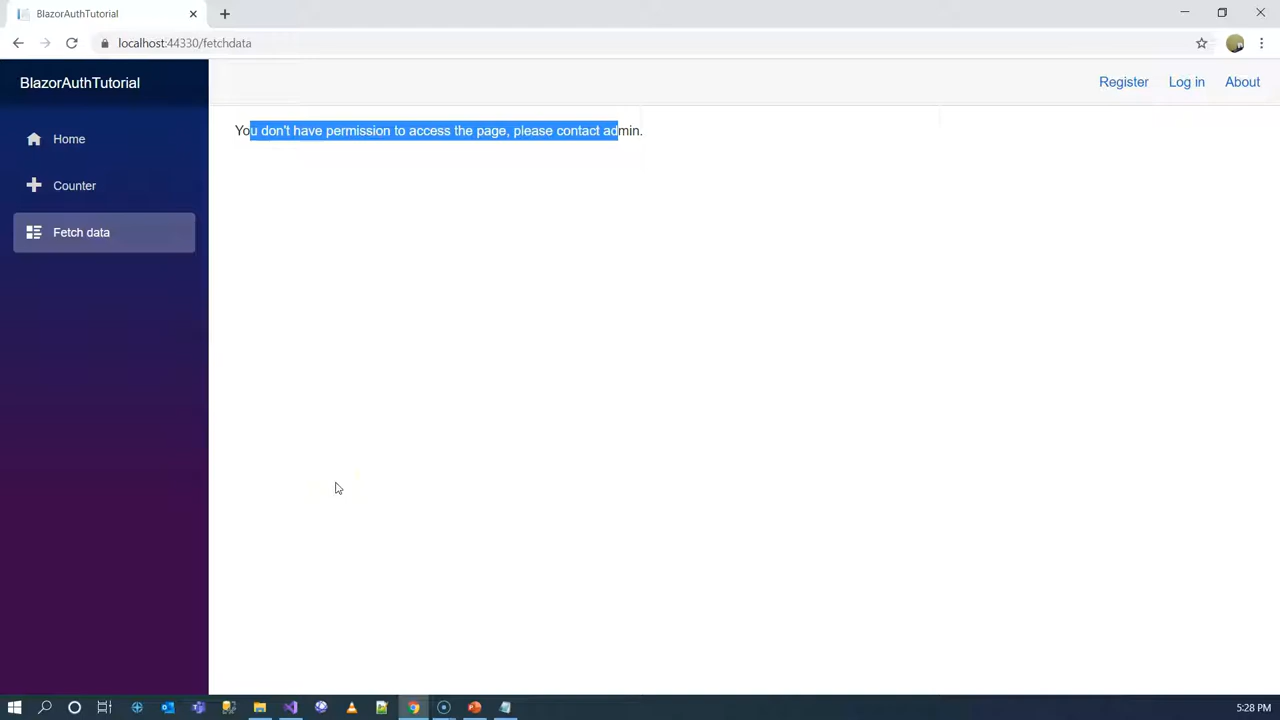 BlazorAuthTutorial
localhost:44330/fetchdata
BlazorAuthTutorial
Register Log in About
You don't have permission to access the page, please contact admin.
Home
Counter
Fetch data
5:28 PM